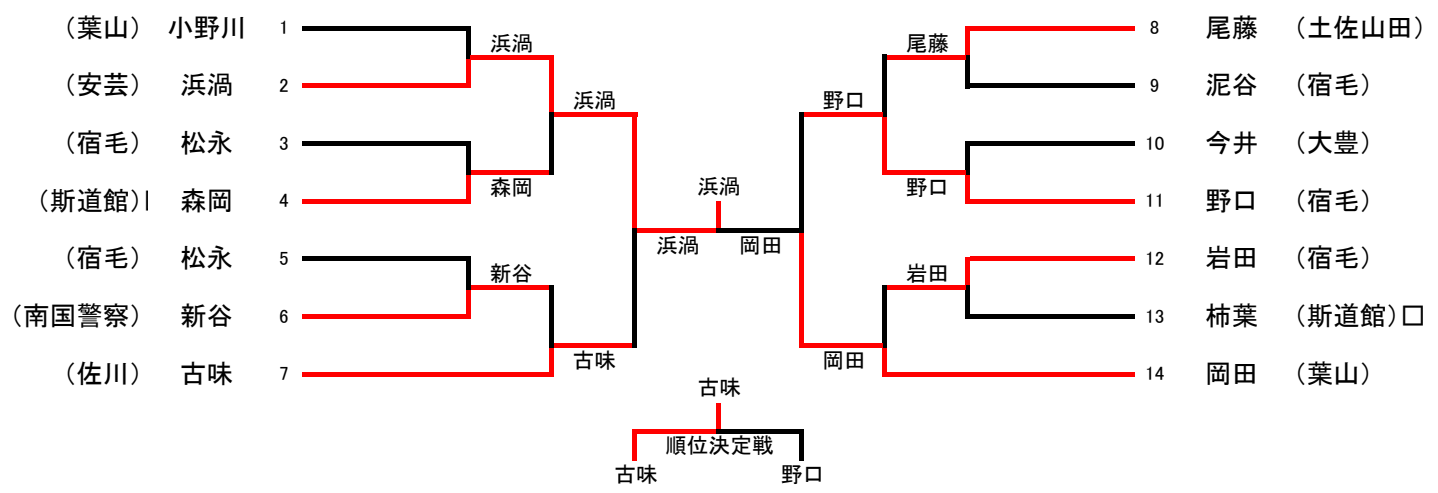 （葉山） 小野川 1
（安芸） 浜渦 2
（宿毛） 松永 3
（斯道館） 森岡 4
（宿毛） 松永 5
（南国警察） 新谷 6
（佐川） 古味 7
浜渦
森岡
新谷
浜渦
古味
浜渦
浜渦
岡田
野口
岡田
尾藤
野口
岩田
8 尾藤 （土佐山田）
9 泥谷 （宿毛）
10 今井 （大豊）
11 野口 （宿毛）
12 岩田 （宿毛）
13 柿葉 （斯道館）口
14 岡田 （葉山）
古味
順位決定戦
古味 野口